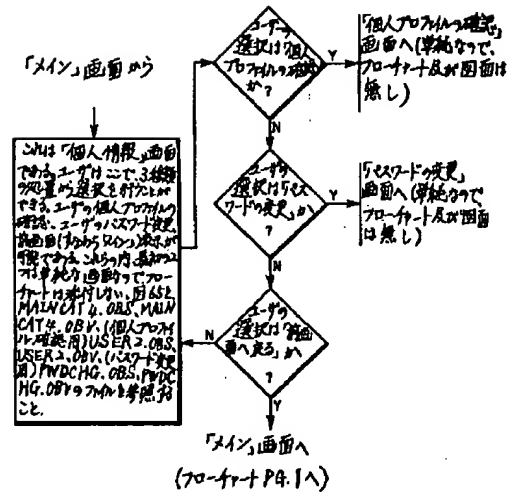 「メイン」画面から
これは「個人情報」画面
である。ユーザはここで、3種類
の処置から選択を行うことが
できる。ユーザの個人プロファイルの
確認、ユーザのパスワード変更、
前画面(すなわち「メイン」)表示が
可能である。これらの内、最初の2つ
は単純な画面なので、フロー
チャートは添付しない。図65と、
MAINCAT4.OBS、MAIN
CAT4.OBV、(個人プロファイ
ル確認用)USER2.OBS、
USER2.OBV、(パスワード変更
用)PWDCHG.OBS、PWDC
HG.OBVのファイルを参照する
こと。
ユーザの
選択は「個人
プロファイルの確認」
か?
Y
「個人プロファイルの確認」
画面へ(単純なので、
フローチャート及び図面は
無し)
N
ユーザの
選択は「パス
ワードの変更」か
?
Y
「パスワードの変更」
画面へ(単純なので、
フローチャート及び図面
は無し)
N
ユーザの
選択は「前画
面へ戻る」か
?
N
Y
「メイン」画面へ
(フローチャートPG.1へ)